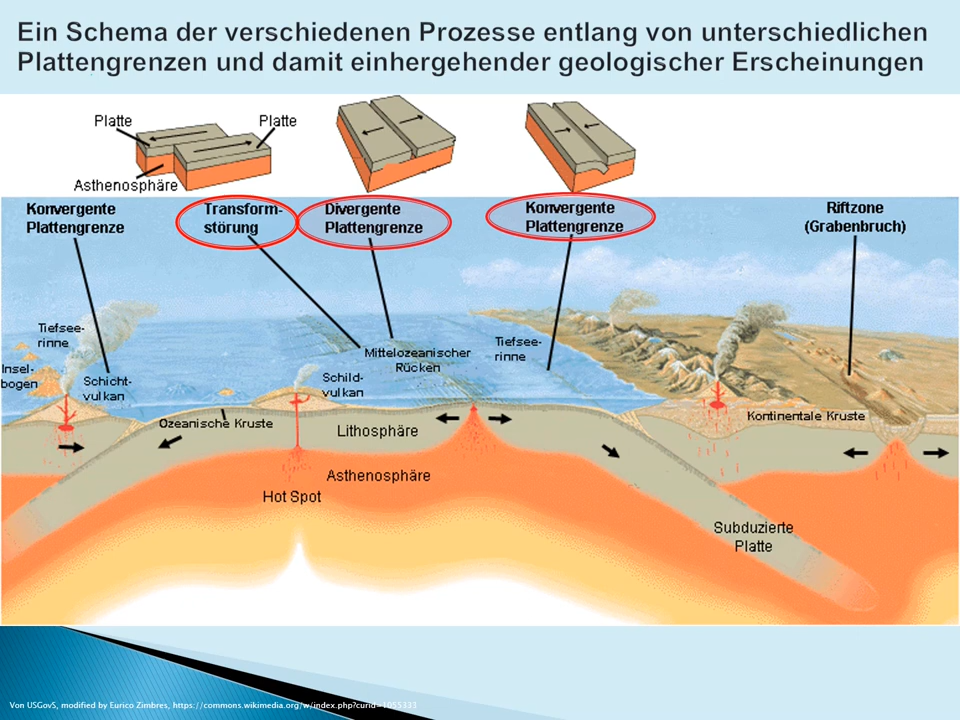 Ein Schema der verschiedenen Prozesse entlang von unterschiedlichen
Plattengrenzen und damit einhergehender geologischer Erscheinungen
Platte
Platte
Asthenosphäre
Konvergente
Plattengrenze
Transform-
störung
Divergente
Plattengrenze
Konvergente
Plattengrenze
Riftzone
(Grabenbruch)
Tiefsee-
rinne
Insel-
bogen
Schicht-
vulkan
Schild-
vulkan
Mittelozeanischer
Rücken
Tiefsee-
rinne
Ozeanische Kruste
Lithosphäre
Kontinentale Kruste
Asthenosphäre
Hot Spot
Subduzierte
Platte
Von USGovS, modified by Eurico Zimbres, https://commons.wikimedia.org/w/index.php?curid=1055333